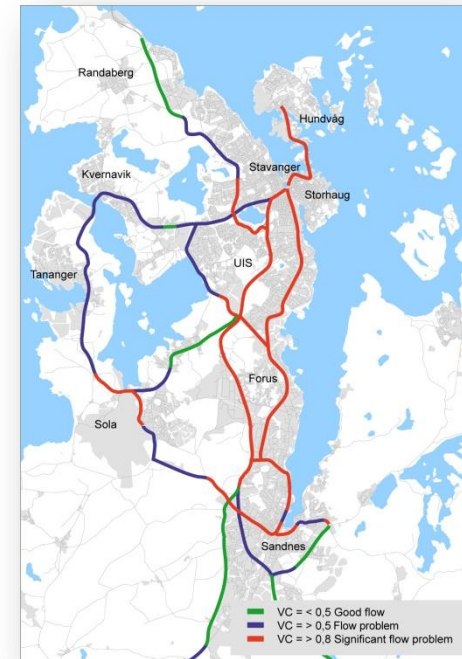 Randaberg
Hundvåg
Stavanger
Kvernavik
Storhaug
UIS
Tananger
Forus
Sola
Sandnes
VC = < 0,5 Good flow
VC = > 0,5 Flow problem
VC = > 0,8 Significant flow problem